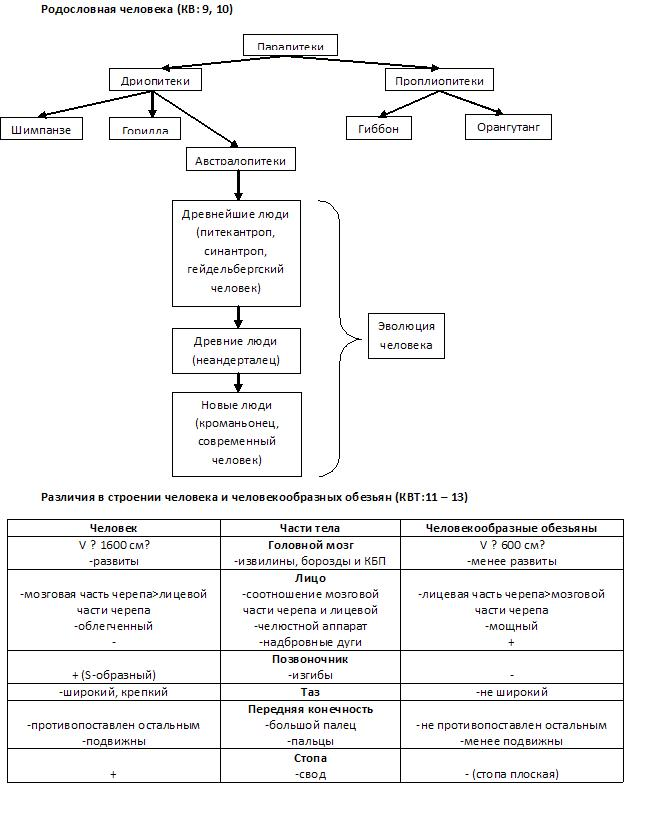 Родословная человека (КВ: 9, 10)
Парапитеки
Дриопитеки
Проплиопитеки
Шимпанзе
Горилла
Гиббон
Орангутанг
Австралопитеки
Древнейшие люди
(питекантроп,
синантроп,
гейдельбергский
человек)
Эволюция
человека
Древние люди
(неандерталец)
Новые люди
(кроманьонец,
современный
человек)
Различия в строении человека и человекообразных обезьян (КВТ:11 – 13)
Человек Части тела Человекообразные обезьяны
V ? 1600 см? Головной мозг V ? 600 см?
-развиты -извилины, борозды и КБП -менее развиты
Лицо
-мозговая часть черепа>лицевой -соотношение мозговой -лицевая часть черепа>мозговой
части черепа части черепа и лицевой части черепа
-облегченный -челюстной аппарат -мощный
- -надбровные дуги +
Позвоночник
+ (S-образный) -изгибы -
-широкий, крепкий Таз -не широкий
Передняя конечность
-противопоставлен остальным -большой палец -не противопоставлен остальным
-подвижны -пальцы -менее подвижны
Стопа
+ -свод - (стопа плоская)